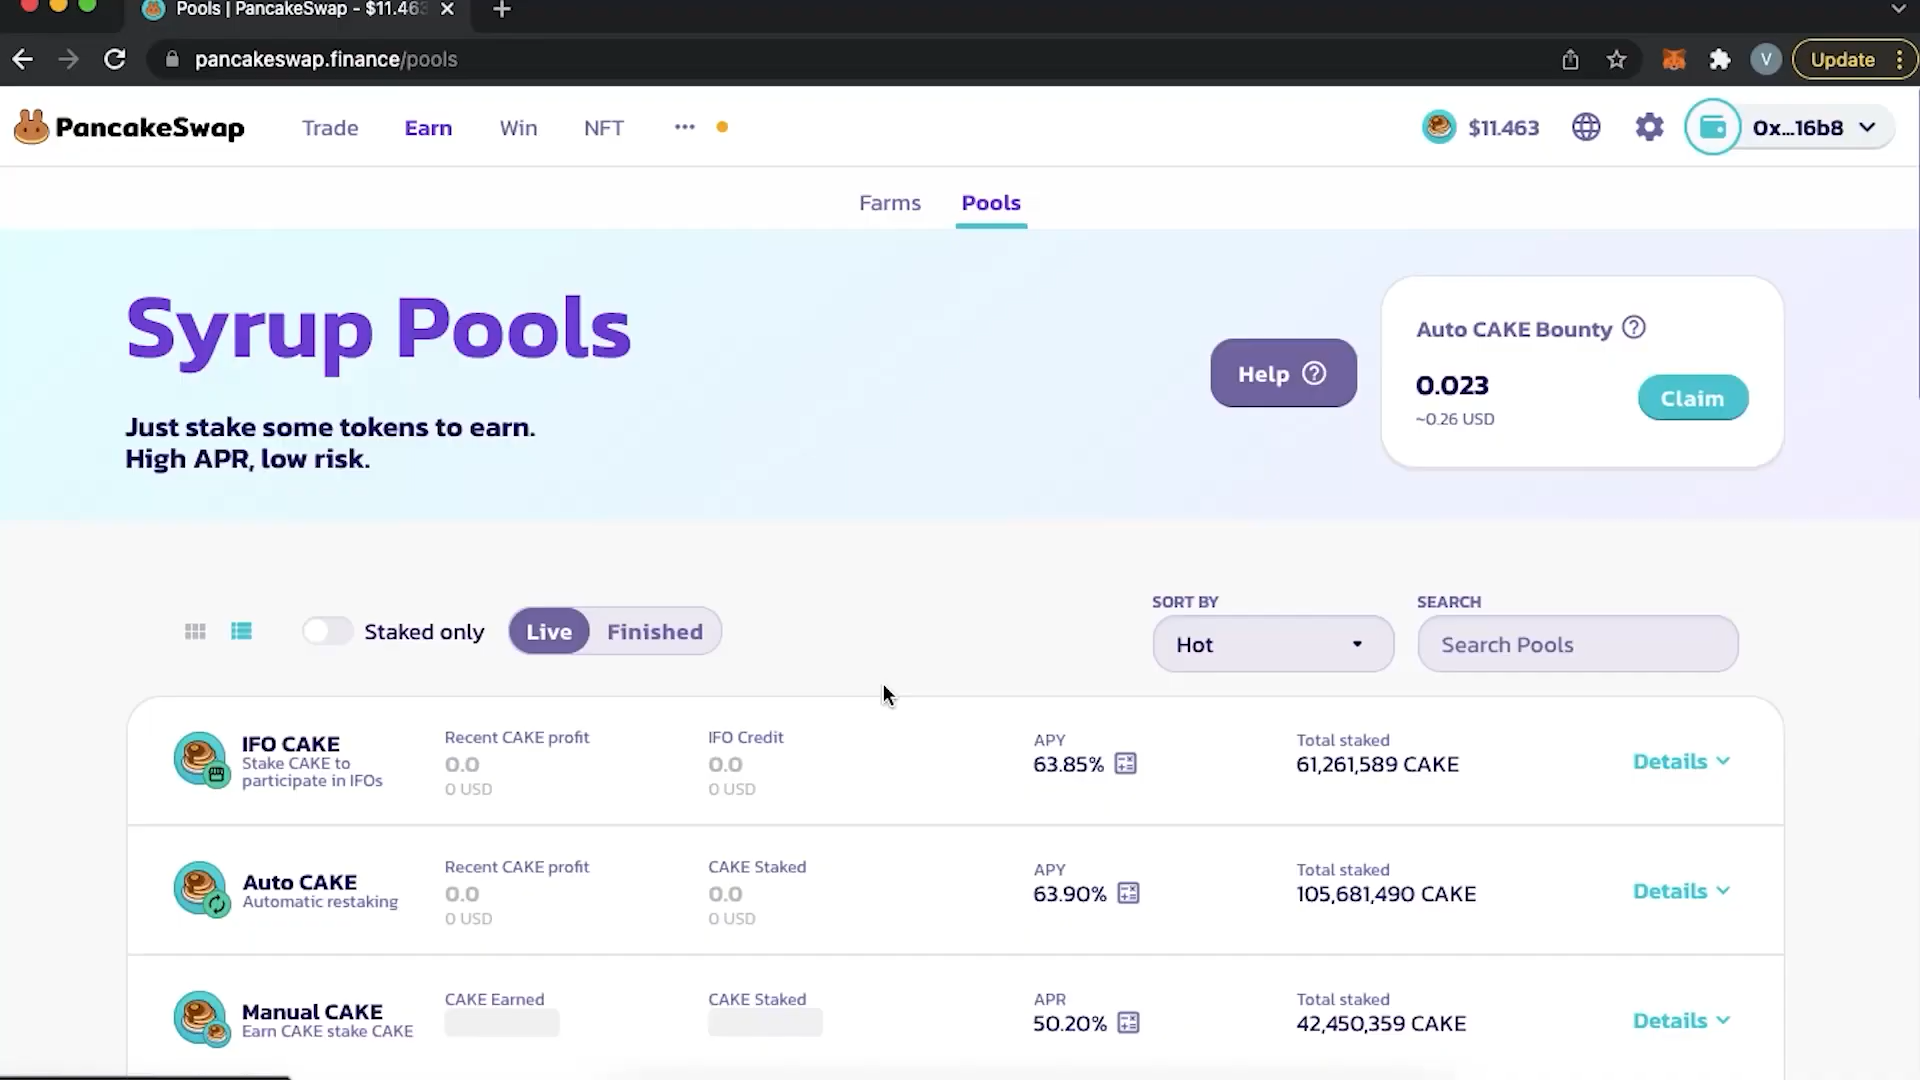 Pools | PancakeSwap - $11.463
pancakeswap.finance/pools
V
Update
PancakeSwap
Trade
Earn
Win
NFT
$11.463
0x...16b8
Farms
Pools
Syrup Pools
Just stake some tokens to earn.
High APR, low risk.
Help
Auto CAKE Bounty
0.023
~0.26 USD
Claim
Staked only
Live
Finished
SORT BY
Hot
SEARCH
Search Pools
IFO CAKE
Stake CAKE to
participate in IFOs
Recent CAKE profit
0.0
0 USD
IFO Credit
0.0
0 USD
APY
63.85%
Total staked
61,261,589 CAKE
Details
Auto CAKE
Automatic restaking
Recent CAKE profit
0.0
0 USD
CAKE Staked
0.0
0 USD
APY
63.90%
Total staked
105,681,490 CAKE
Details
Manual CAKE
Earn CAKE stake CAKE
CAKE Earned
CAKE Staked
APR
50.20%
Total staked
42,450,359 CAKE
Details